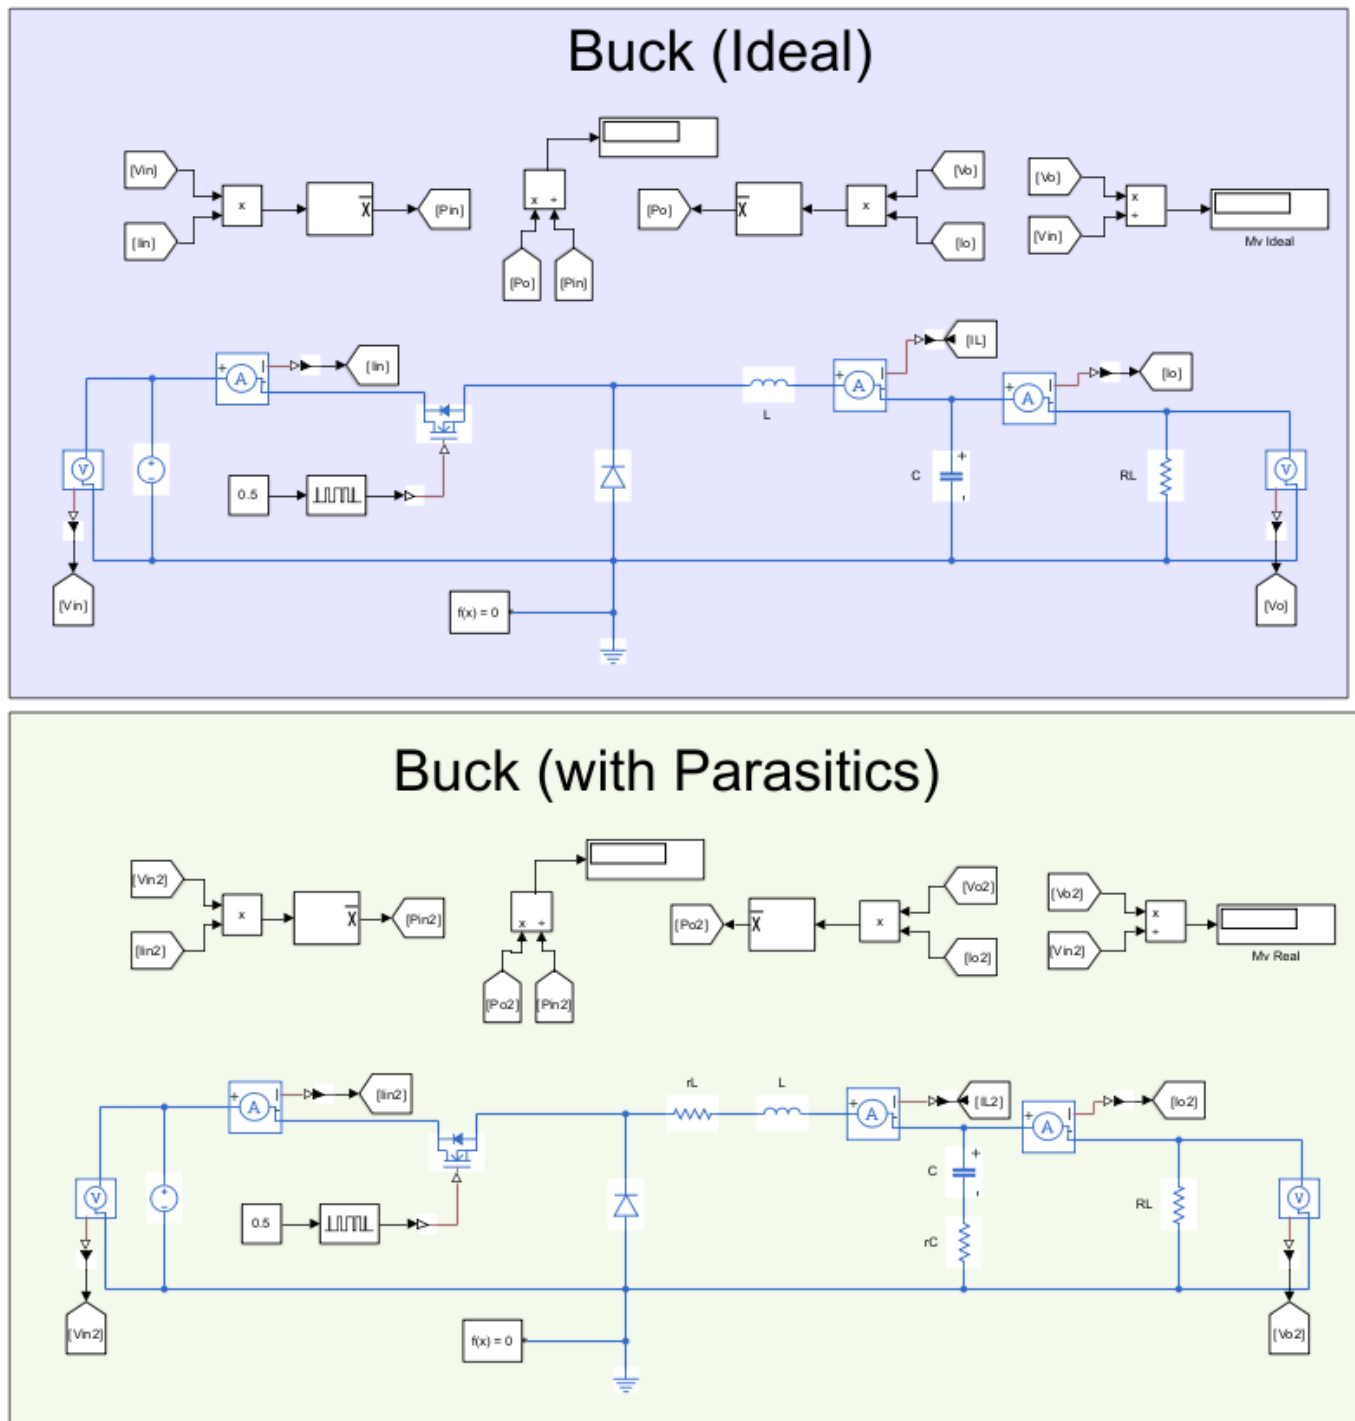 Buck (Ideal)
[Vin]
[Iin]
x
X
[Pin]
x ÷
[Po]
[Pin]
[Po]
X
x
[Vo]
[Io]
[Vo]
[Vin]
x
÷
Mv Ideal
+
A
I
-
[Iin]
L
+
A
I
-
[IL]
+
A
I
-
[Io]
V
+
-
0.5
C
+
-
RL
V
[Vin]
f(x) = 0
[Vo]
Buck (with Parasitics)
[Vin2]
[Iin2]
x
X
[Pin2]
x ÷
[Po2]
[Pin2]
[Po2]
X
x
[Vo2]
[Io2]
[Vo2]
[Vin2]
x
÷
Mv Real
+
A
I
-
[Iin2]
rL
L
+
A
I
-
[IL2]
+
A
I
-
[Io2]
V
+
-
0.5
C
+
-
rC
RL
V
[Vin2]
f(x) = 0
[Vo2]